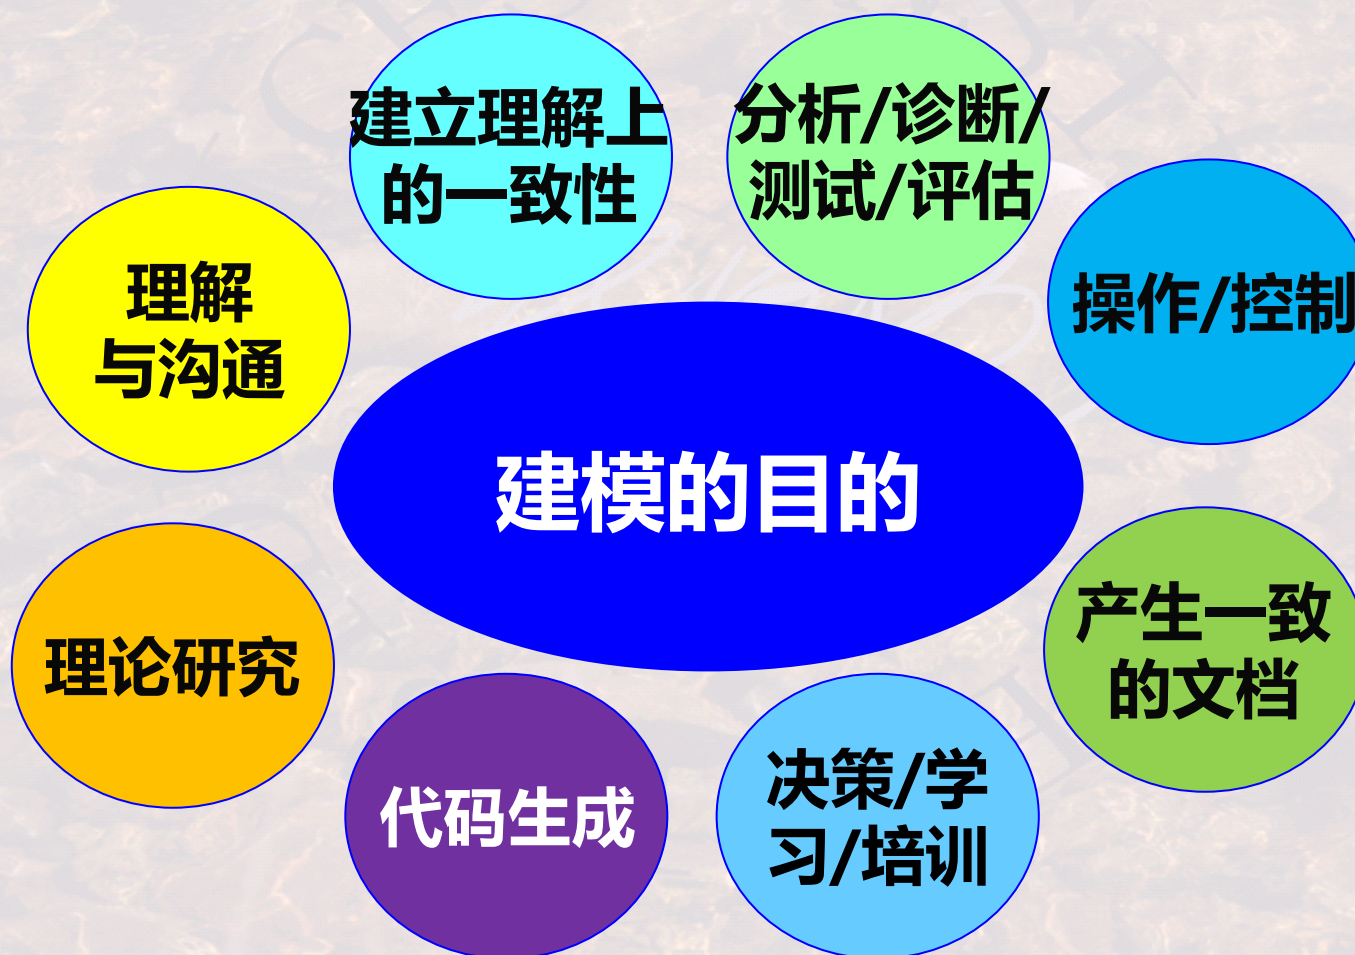 建立理解上
的一致性
分析/诊断/
测试/评估
理解
与沟通
操作/控制
建模的目的
产生一致
的文档
理论研究
代码生成
决策/学
习/培训